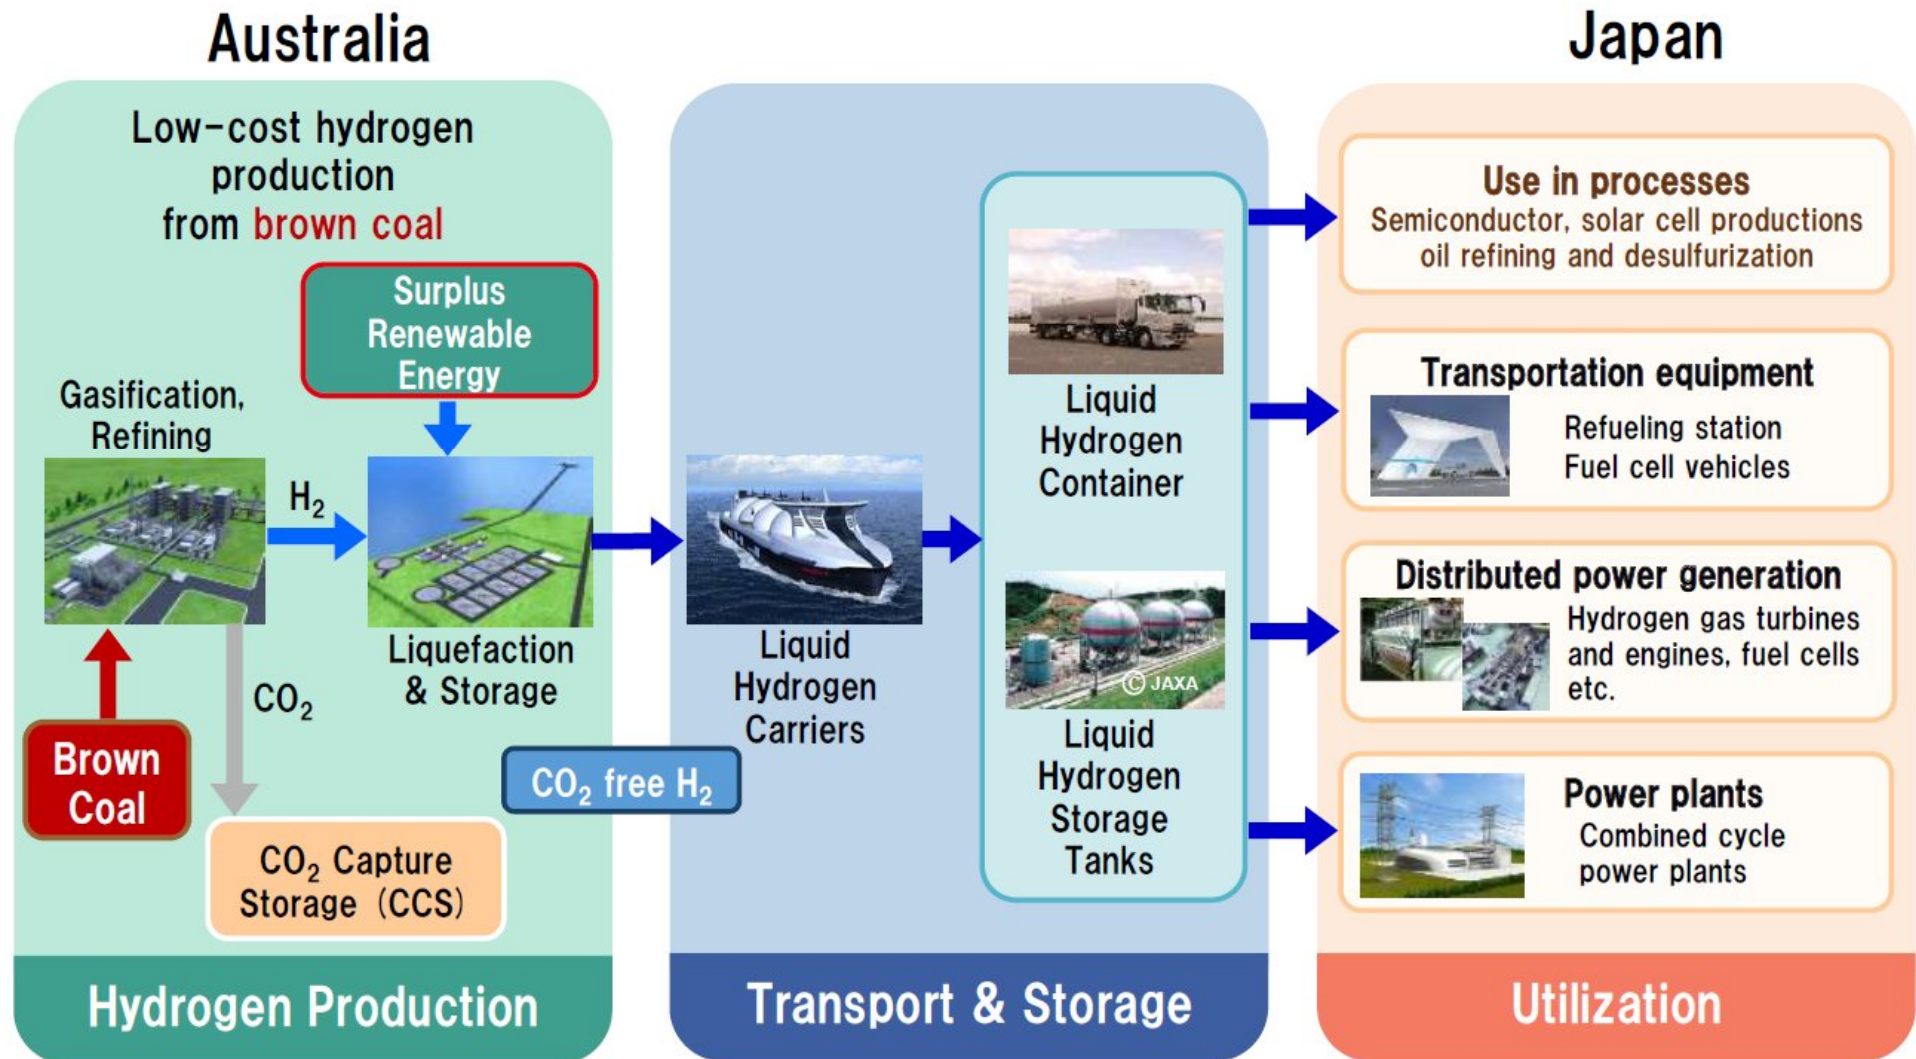 Australia
Low-cost hydrogen
production
from brown coal
Surplus
Renewable
Energy
Gasification,
Refining
H₂
Liquefaction
& Storage
CO₂
Brown
Coal
CO₂ Capture
Storage (CCS)
Hydrogen Production
CO₂ free H₂
Liquid
Hydrogen
Carriers
Liquid
Hydrogen
Container
© JAXA
Liquid
Hydrogen
Storage
Tanks
Transport & Storage
Japan
Use in processes
Semiconductor, solar cell productions
oil refining and desulfurization
Transportation equipment
Refueling station
Fuel cell vehicles
Distributed power generation
Hydrogen gas turbines
and engines, fuel cells
etc.
Power plants
Combined cycle
power plants
Utilization